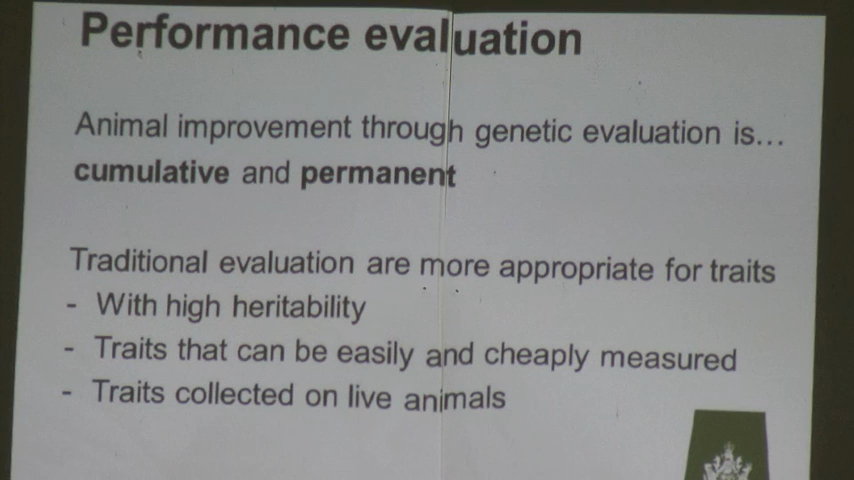 Performance evaluation
Animal improvement through genetic evaluation is...
cumulative and permanent
Traditional evaluation are more appropriate for traits
- With high heritability
- Traits that can be easily and cheaply measured
- Traits collected on live animals